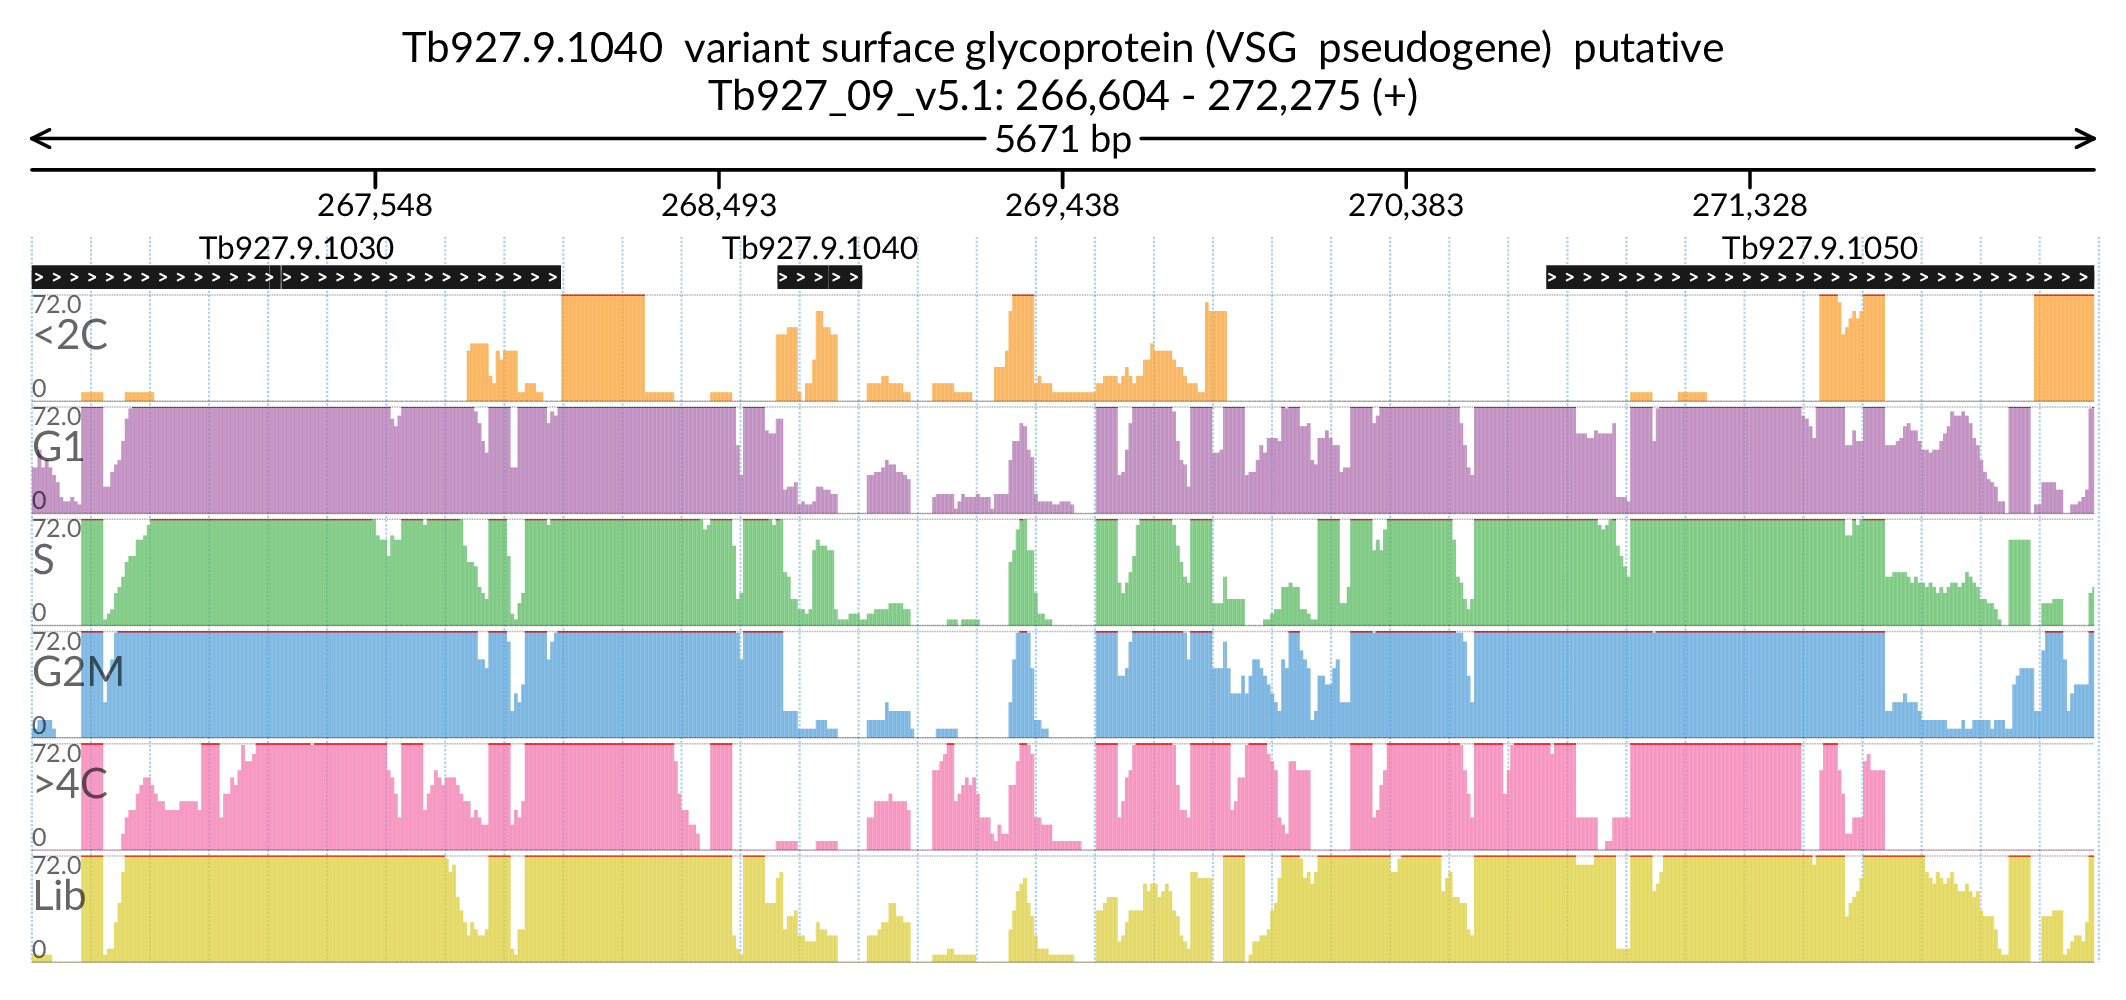 Tb927.9.1040  variant surface glycoprotein (VSG  pseudogene)  putative
Tb927_09_v5.1: 266,604 - 272,275 (+)
5671 bp
267,548 268,493 269,438 270,383 271,328
Tb927.9.1030 Tb927.9.1040 Tb927.9.1050
72.0
<2C
0
72.0
G1
0
72.0
S
0
72.0
G2M
0
72.0
>4C
0
72.0
Lib
0